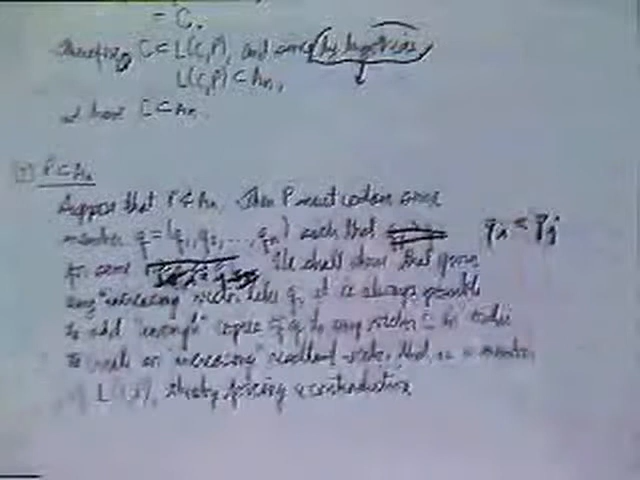 = C.
Therefore, C ⊂ L(C,P), and since by hypothesis
L(C,P) ⊂ An,
we have C ⊂ An.
P ⊂ An
Suppose that P ⊄ An. Then P must contain some
member q = (q1, q2, ..., qn) such that qi < qj
for some We shall show that given
any "increasing" vector like q, it is always possible
to add "enough" copies of q to any vector C in order
to create an "increasing" resultant vector that is a member
L( ), thereby forcing a contradiction.